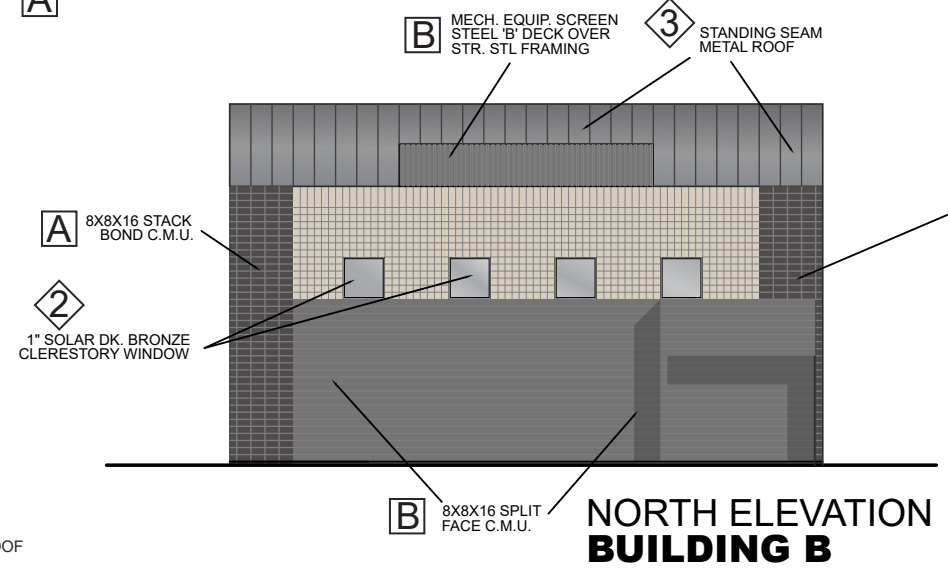 A
B
MECH. EQUIP. SCREEN
STEEL 'B' DECK OVER
STR. STL FRAMING
3
STANDING SEAM
METAL ROOF
A
8X8X16 STACK
BOND C.M.U.
2
1" SOLAR DK. BRONZE
CLERESTORY WINDOW
B
8X8X16 SPLIT
FACE C.M.U.
NORTH ELEVATION
BUILDING B